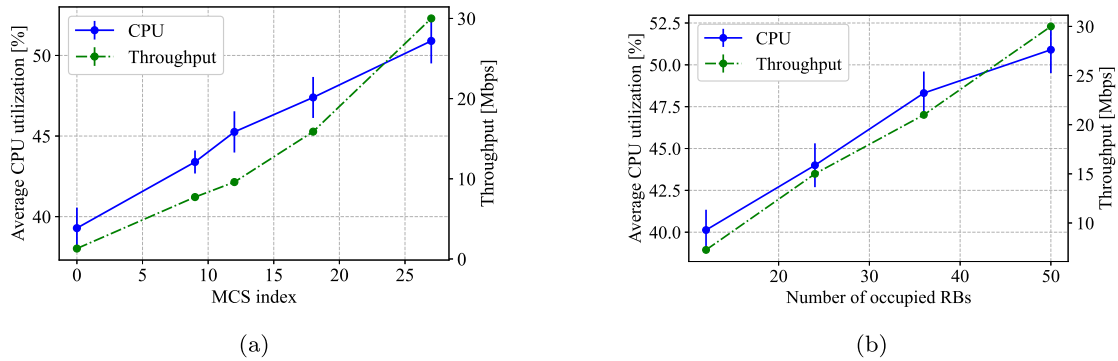 CPU
Throughput
Average CPU utilization [%]
50
45
40
30
20
10
0
Throughput [Mbps]
0
5
10
15
20
25
MCS index
(a)
CPU
Throughput
Average CPU utilization [%]
52.5
50.0
47.5
45.0
42.5
40.0
30
25
20
15
10
Throughput [Mbps]
20
30
40
50
Number of occupied RBs
(b)